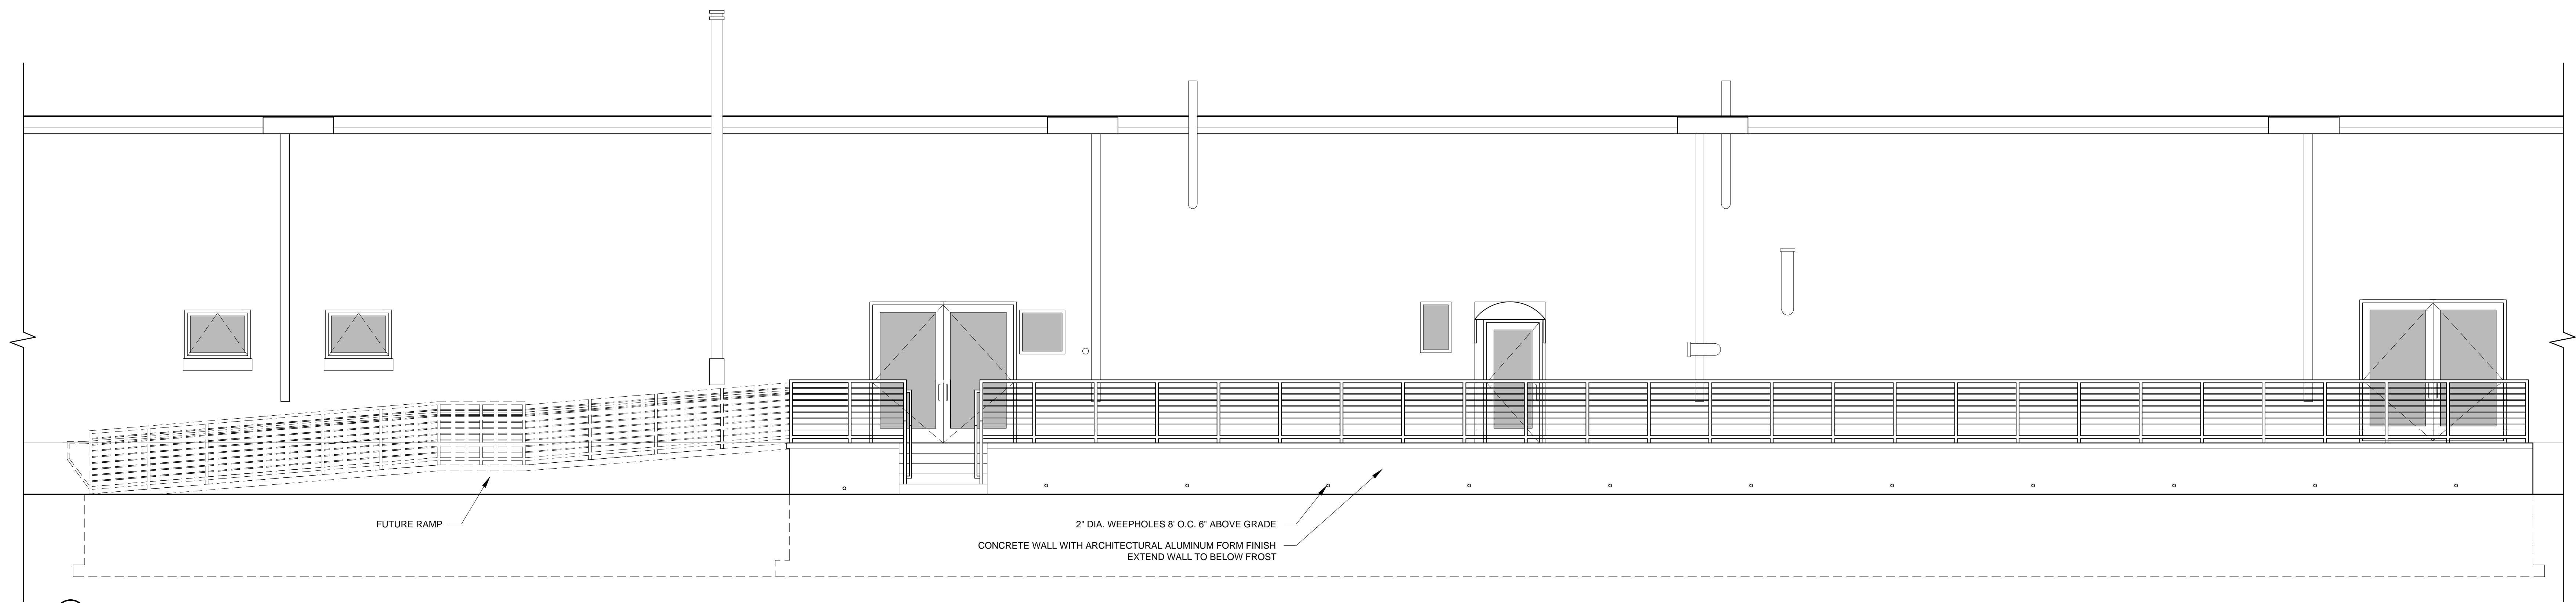 FUTURE RAMP
2" DIA. WEEPHOLES 8' O.C. 6" ABOVE GRADE
CONCRETE WALL WITH ARCHITECTURAL ALUMINUM FORM FINISH
EXTEND WALL TO BELOW FROST